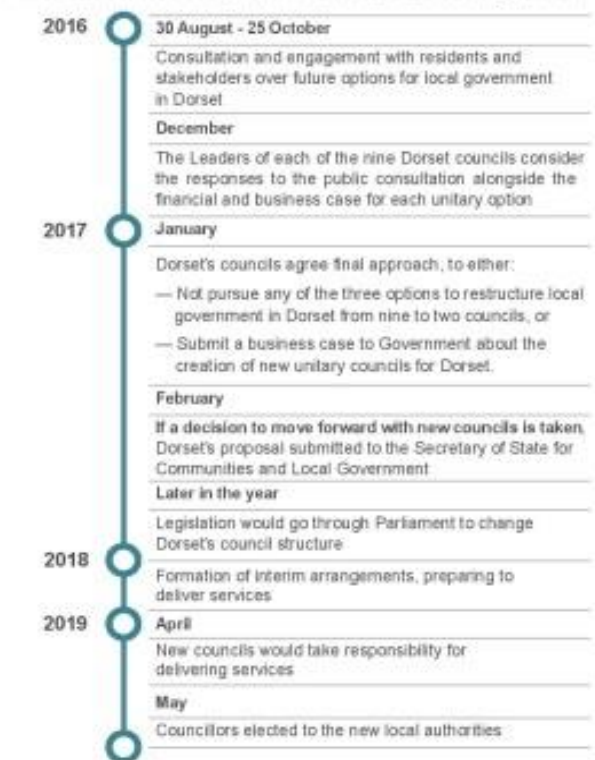 2016
30 August - 25 October
Consultation and engagement with residents and
stakeholders over future options for local government
in Dorset
December
The Leaders of each of the nine Dorset councils consider
the responses to the public consultation alongside the
financial and business case for each unitary option
2017
January
Dorset's councils agree final approach, to either:
— Not pursue any of the three options to restructure local
government in Dorset from nine to two councils, or
— Submit a business case to Government about the
creation of new unitary councils for Dorset.
February
If a decision to move forward with new councils is taken,
Dorset's proposal submitted to the Secretary of State for
Communities and Local Government
Later in the year
Legislation would go through Parliament to change
Dorset's council structure
2018
Formation of interim arrangements, preparing to
deliver services
2019
April
New councils would take responsibility for
delivering services
May
Councillors elected to the new local authorities